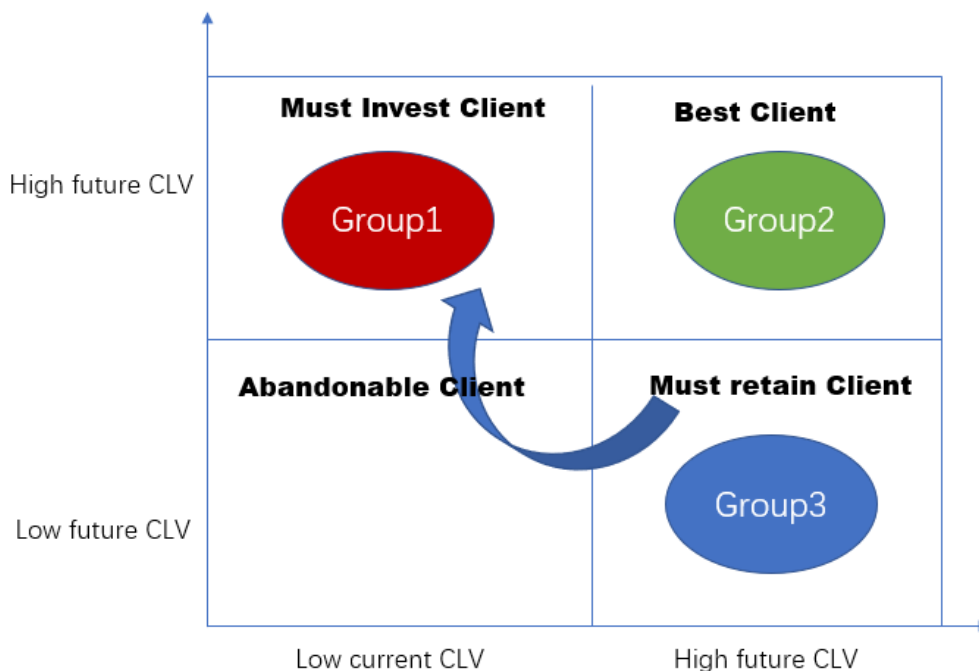 Must Invest Client
Best Client
High future CLV
Group1
Group2
Abandonable Client
Must retain Client
Low future CLV
Group3
Low current CLV
High future CLV